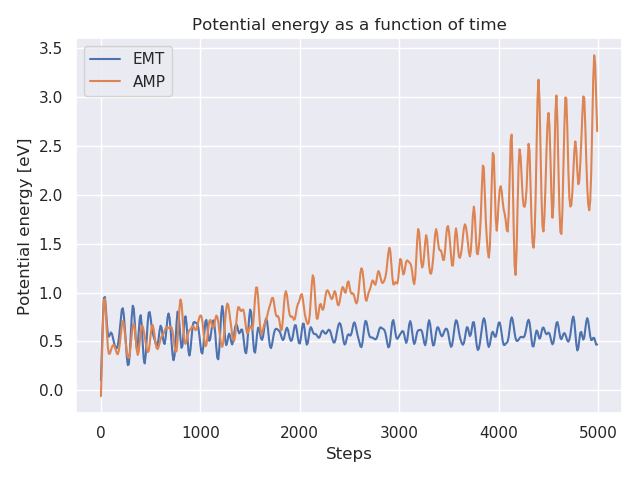 Potential energy as a function of time
EMT
AMP
3.5
3.0
2.5
2.0
1.5
1.0
0.5
0.0
Potential energy [eV]
0 1000 2000 3000 4000 5000
Steps